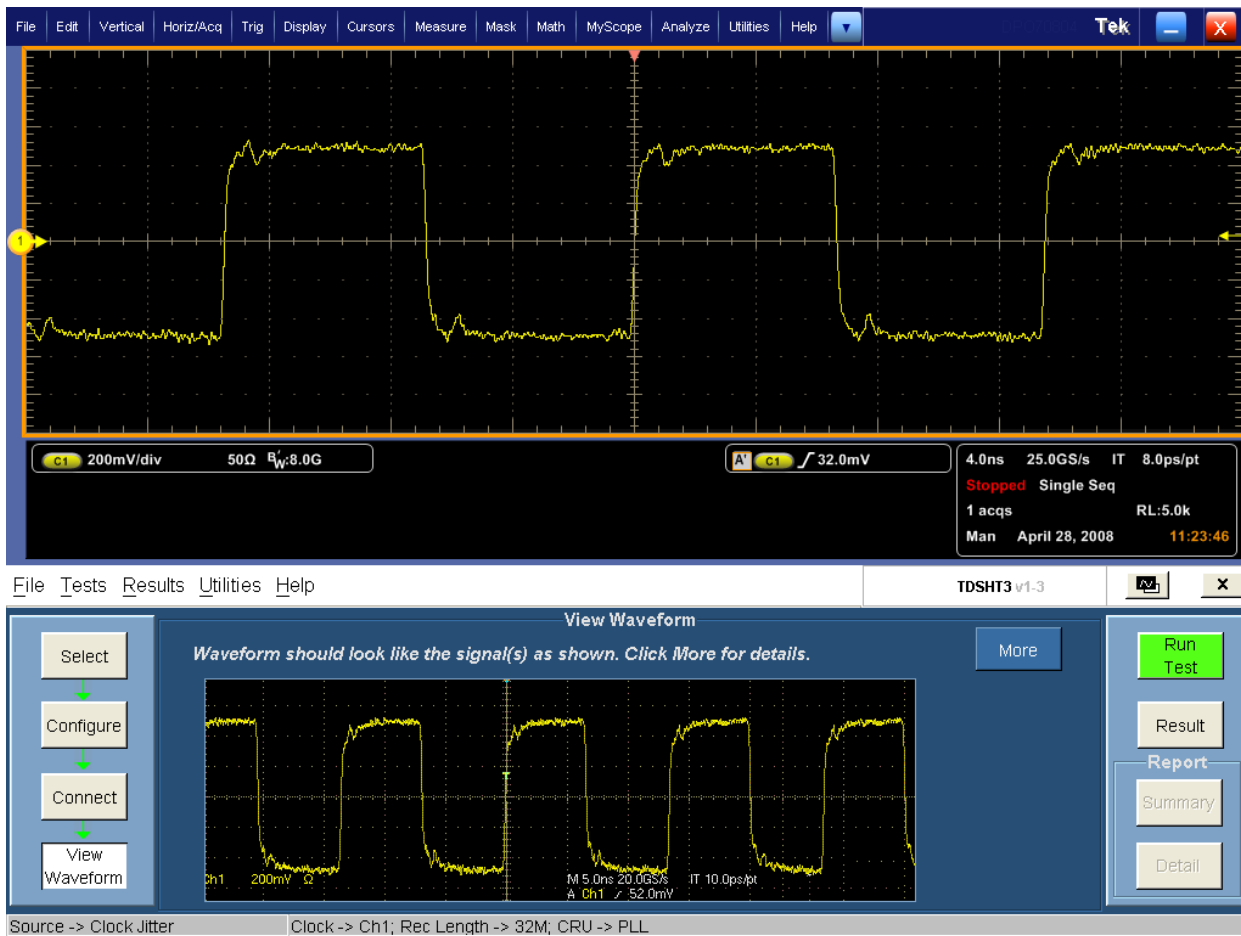 File Edit Vertical Horiz/Acq Trig Display Cursors Measure Mask Math MyScope Analyze Utilities Help Tek X
1
C1 200mV/div 50Ω BW:8.0G
A' C1 32.0mV
4.0ns 25.0GS/s IT 8.0ps/pt
Stopped Single Seq
1 acqs RL:5.0k
Man April 28, 2008 11:23:46
File Tests Results Utilities Help
TDSHT3 v1-3 x
View Waveform
Select
Configure
Connect
View
Waveform
Waveform should look like the signal(s) as shown. Click More for details.
More
Ch1 200mV Ω
M 5.0ns 20.0GS/s IT 10.0ps/pt
A Ch1 52.0mV
Run
Test
Result
Report
Summary
Detail
Source -> Clock Jitter
Clock -> Ch1; Rec Length -> 32M; CRU -> PLL